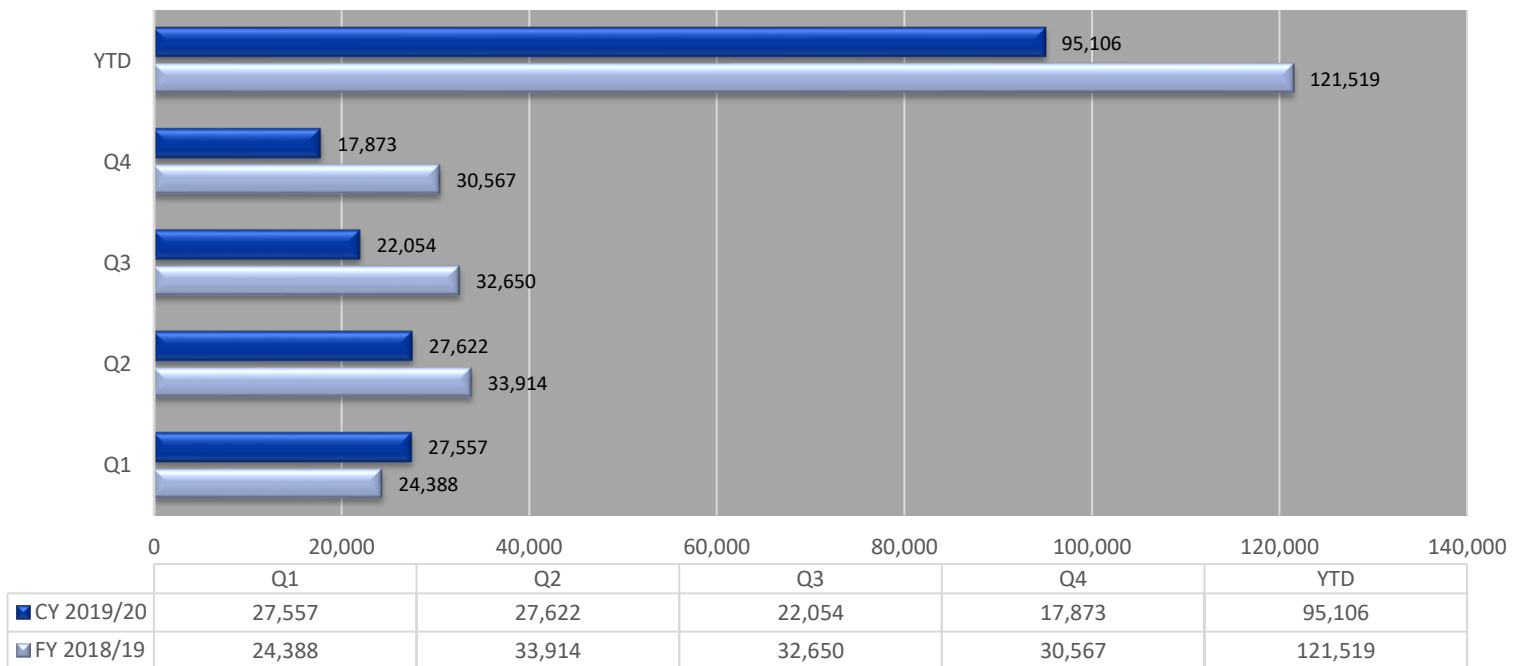 YTD
95,106
121,519
Q4
17,873
30,567
Q3
22,054
32,650
Q2
27,622
33,914
Q1
27,557
24,388
0 20,000 40,000 60,000 80,000 100,000 120,000 140,000
Q1 Q2 Q3 Q4 YTD
CY 2019/20 27,557 27,622 22,054 17,873 95,106
FY 2018/19 24,388 33,914 32,650 30,567 121,519